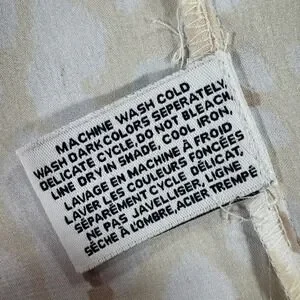 MACHINE WASH COLD
WASH DARK COLORS SEPERATELY,
DELICATE CYCLE, DO NOT BLEACH,
LINE DRY IN SHADE, COOL IRON,
LAVAGE EN MACHINE À FROID
LAVER LES COULEURS FONCÉES
SÉPARÉMENT CYCLE DÉLICAT.
NE PAS JAVELLISER, LIGNE
SÈCHE À L'OMBRE, ACIER TREMPÉ